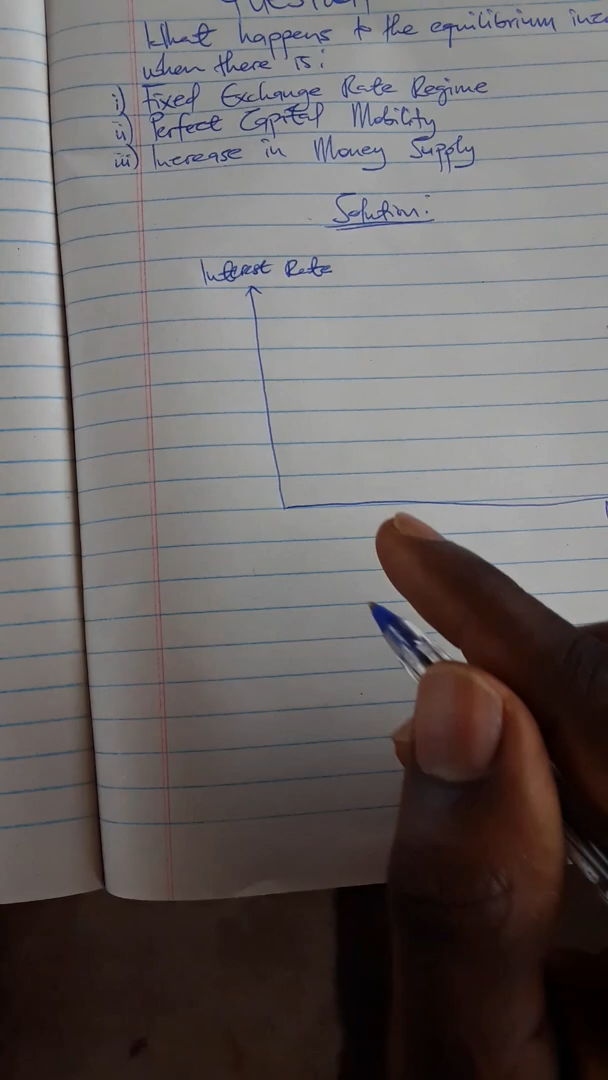 Question
What happens to the equilibrium
when there is:
i) Fixed Exchange Rate Regime
ii) Perfect Capital Mobility
iii) Increase in Money Supply
Solution:
Interest Rate